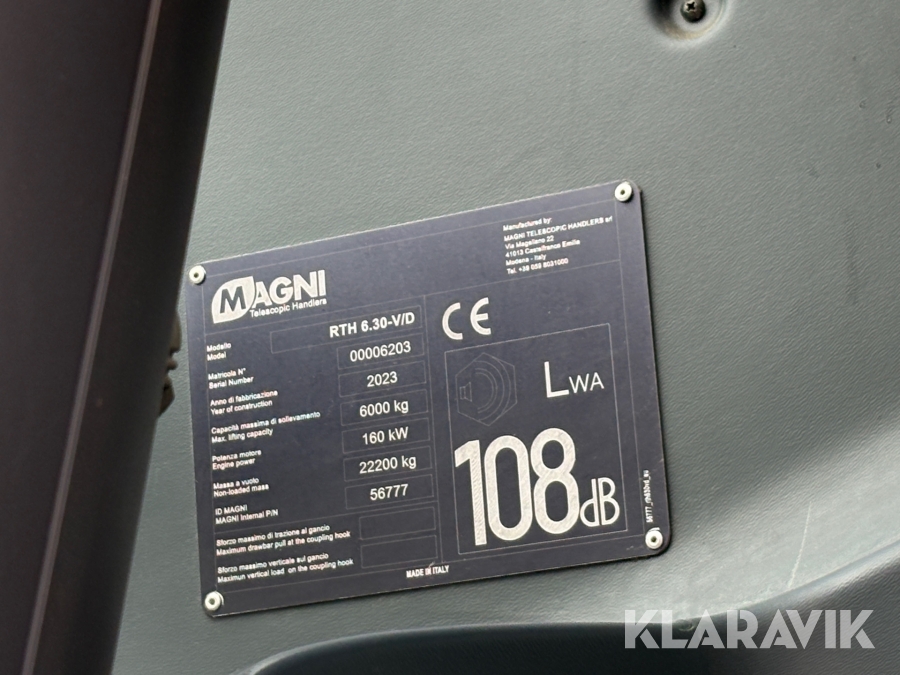 MAGNI
Telescopic Handlers
Manufactured by:
MAGNI TELESCOPIC HANDLERS srl
Via Magellano 22
41013 Castelfranco Emilia
Modena - Italy
Tel. +39 059 8031000
Modello
Model
RTH 6.30-V/D
Matricola N°
Serial Number
00006203
Anno di fabbricazione
Year of construction
2023
Capacità massima di sollevamento
Max. lifting capacity
6000 kg
Potenza motore
Engine power
160 kW
Massa a vuoto
Non-loaded mass
22200 kg
ID MAGNI
MAGNI Internal P/N
56777
Sforzo massimo di trazione al gancio
Maximum drawbar pull at the coupling hook
Sforzo massimo verticale sul gancio
Maximun vertical load on the coupling hook
MADE IN ITALY
CE
LWA
108dB
KLARAVIK